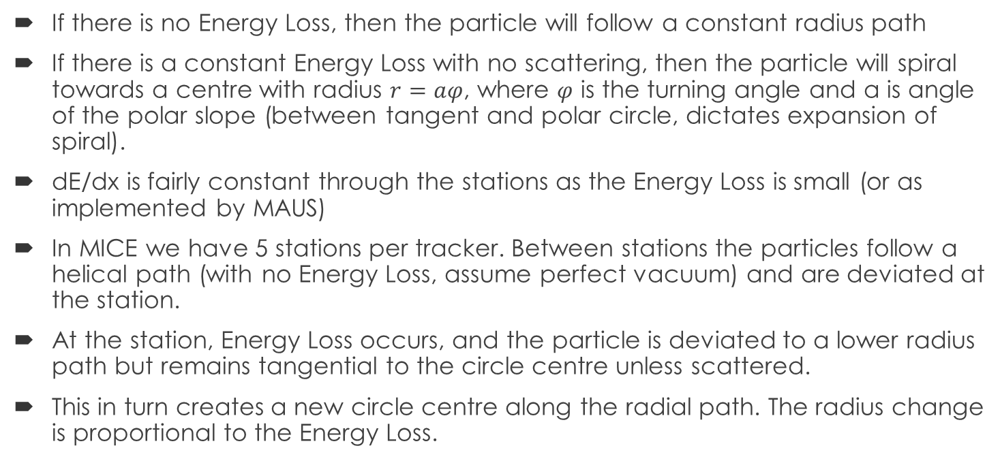 If there is no Energy Loss, then the particle will follow a constant radius path
If there is a constant Energy Loss with no scattering, then the particle will spiral
towards a centre with radius r = aφ, where φ is the turning angle and a is angle
of the polar slope (between tangent and polar circle, dictates expansion of
spiral).
dE/dx is fairly constant through the stations as the Energy Loss is small (or as
implemented by MAUS)
In MICE we have 5 stations per tracker. Between stations the particles follow a
helical path (with no Energy Loss, assume perfect vacuum) and are deviated at
the station.
At the station, Energy Loss occurs, and the particle is deviated to a lower radius
path but remains tangential to the circle centre unless scattered.
This in turn creates a new circle centre along the radial path. The radius change
is proportional to the Energy Loss.